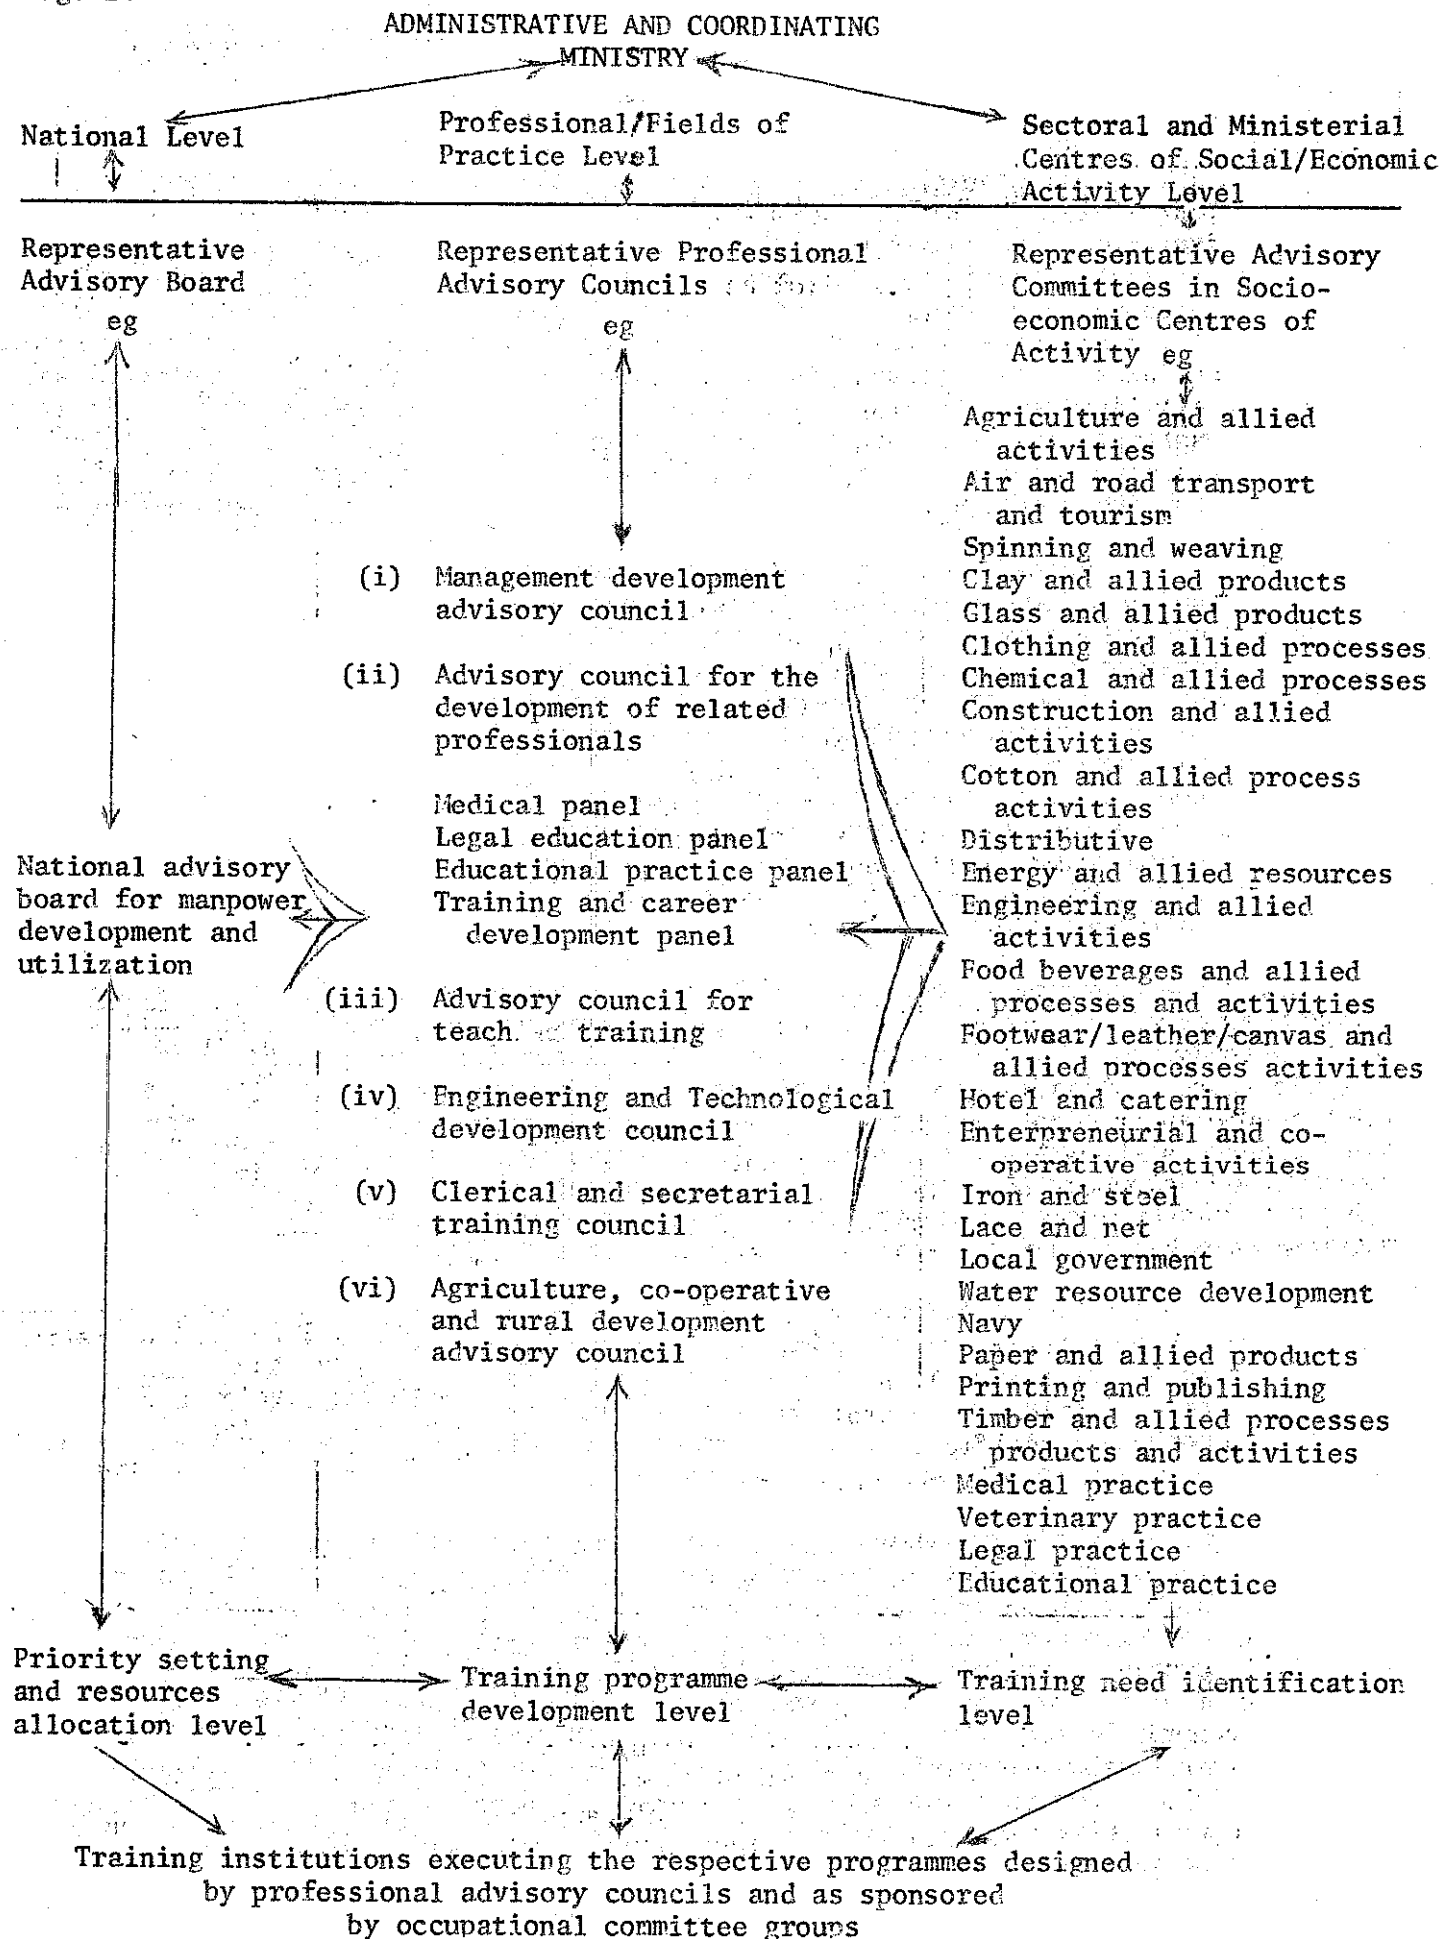 ADMINISTRATIVE AND COORDINATING
MINISTRY
National Level
Professional/Fields of
Practice Level
Sectoral and Ministerial
Centres of Social/Economic
Activity Level
Representative
Advisory Board
eg
Representative Professional
Advisory Councils
eg
Representative Advisory
Committees in Socio-
economic Centres of
Activity eg
National advisory
board for manpower
development and
utilization
(i) Management development
advisory council
(ii) Advisory council for the
development of related
professionals
Medical panel
Legal education panel
Educational practice panel
Training and career
development panel
(iii) Advisory council for
teach training
(iv) Engineering and Technological
development council
(v) Clerical and secretarial
training council
(vi) Agriculture, co-operative
and rural development
advisory council
Agriculture and allied
activities
Air and road transport
and tourism
Spinning and weaving
Clay and allied products
Glass and allied products
Clothing and allied processes
Chemical and allied processes
Construction and allied
activities
Cotton and allied process
activities
Distributive
Energy and allied resources
Engineering and allied
activities
Food beverages and allied
processes and activities
Footwear/leather/canvas and
allied processes activities
Hotel and catering
Enterpreneurial and co-
operative activities
Iron and steel
Lace and net
Local government
Water resource development
Navy
Paper and allied products
Printing and publishing
Timber and allied processes
products and activities
Medical practice
Veterinary practice
Legal practice
Educational practice
Priority setting
and resources
allocation level
Training programme
development level
Training need identification
level
Training institutions executing the respective programmes designed
by professional advisory councils and as sponsored
by occupational committee groups